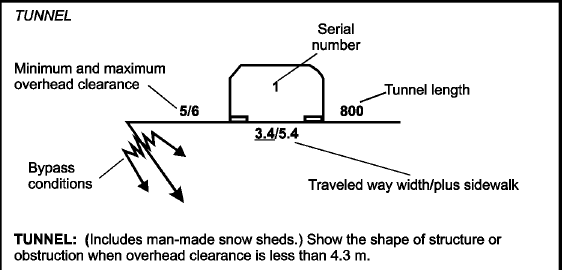 TUNNEL
Serial
number
Minimum and maximum
overhead clearance
1
Tunnel length
5/6
800
3.4/5.4
Bypass
conditions
Traveled way width/plus sidewalk
TUNNEL: (Includes man-made snow sheds.) Show the shape of structure or
obstruction when overhead clearance is less than 4.3 m.